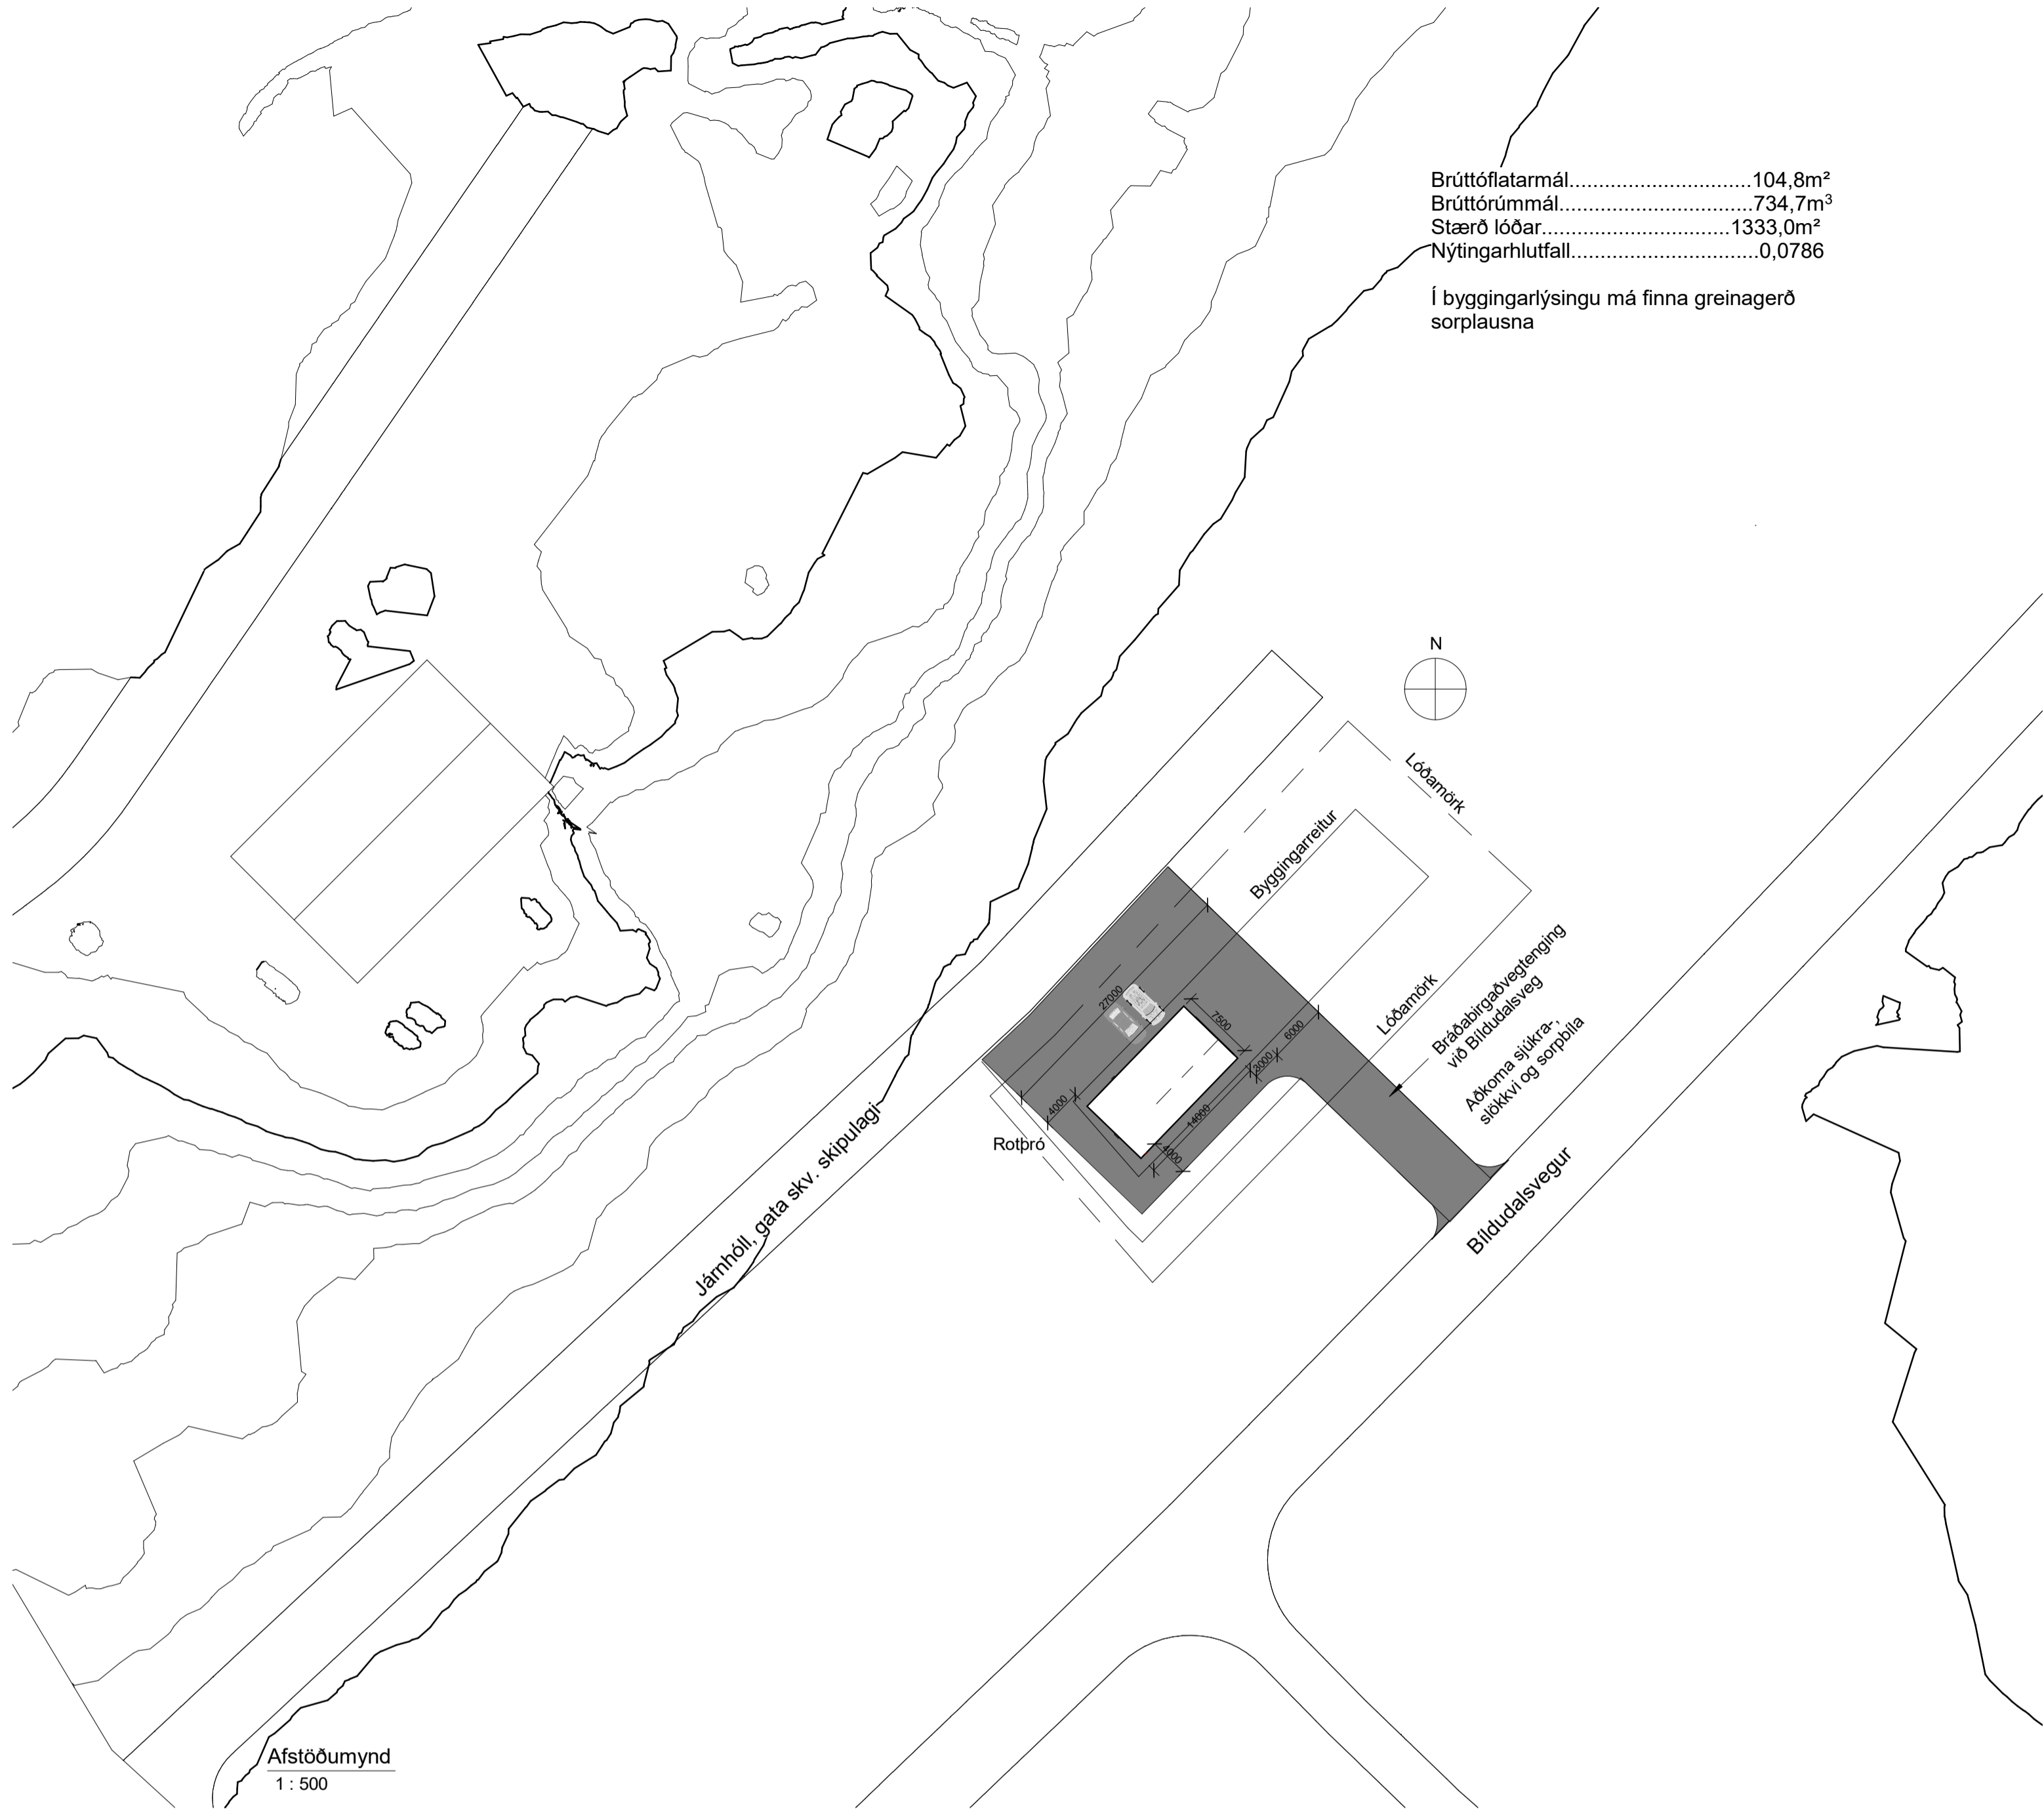 Brúttóflatarmál...............................104,8m²
Brúttórúmmál.................................734,7m³
Stærð lóðar................................1333,0m²
Nýtingarhlutfall................................0,0786
Í byggingarlýsingu má finna greinagerð
sorplausna
N
Lóðamörk
Byggingarreitur
Lóðamörk
Bráðabirgaðvegtenging
við Bíldudalsveg
Aðkoma sjúkra-,
slökkvi og sorpbíla
27000
7500
6000
3000
14000
4000
4000
Rotþró
Járnhóll, gata skv. skipulagi
Bíldudalsvegur
Afstöðumynd
1 : 500